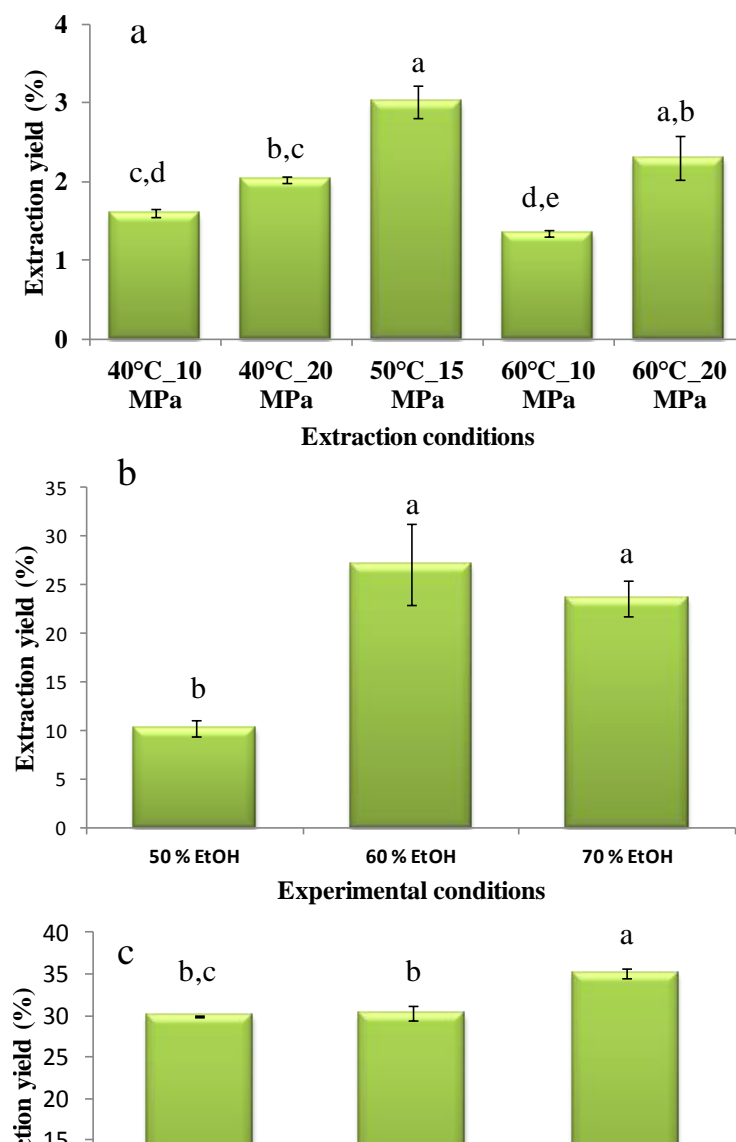 a
4
3
2
1
0
Extraction yield (%)
c,d
b,c
a
d,e
a,b
40°C_10 MPa
40°C_20 MPa
50°C_15 MPa
60°C_10 MPa
60°C_20 MPa
Extraction conditions
b
35
30
25
20
15
10
5
0
Extraction yield (%)
b
a
a
50 % EtOH
60 % EtOH
70 % EtOH
Experimental conditions
c
40
35
30
25
20
15
ction yield (%)
b,c
b
a